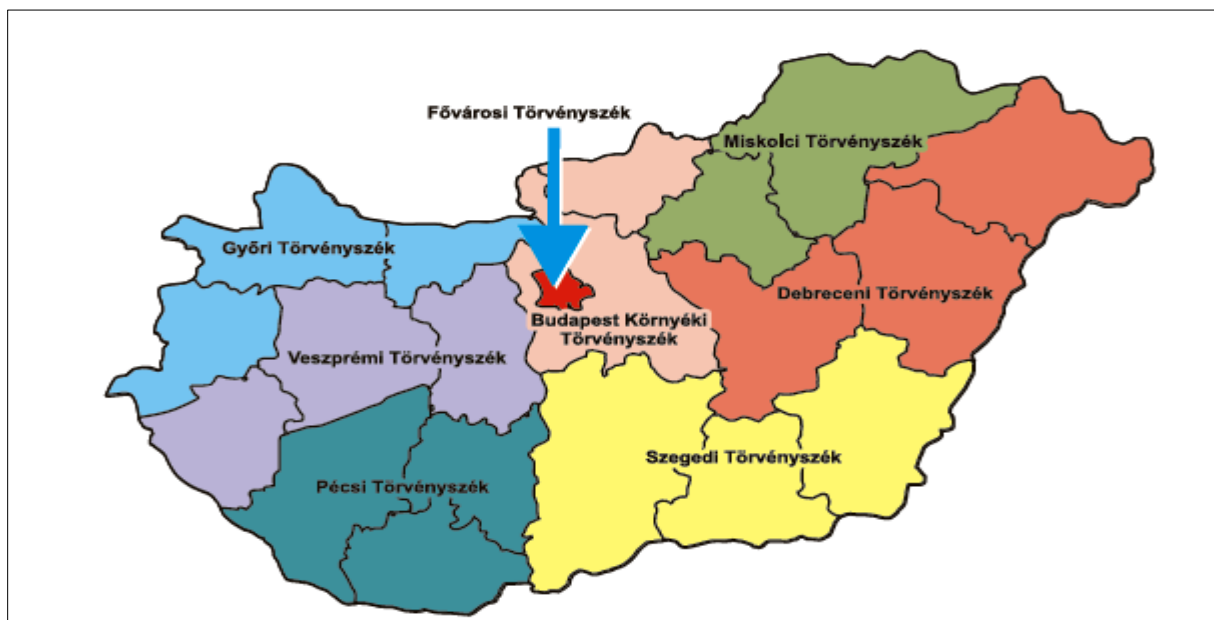 Fővárosi Törvényszék
Miskolci Törvényszék
Győri Törvényszék
Debreceni Törvényszék
Budapest Környéki
Törvényszék
Veszprémi Törvényszék
Szegedi Törvényszék
Pécsi Törvényszék